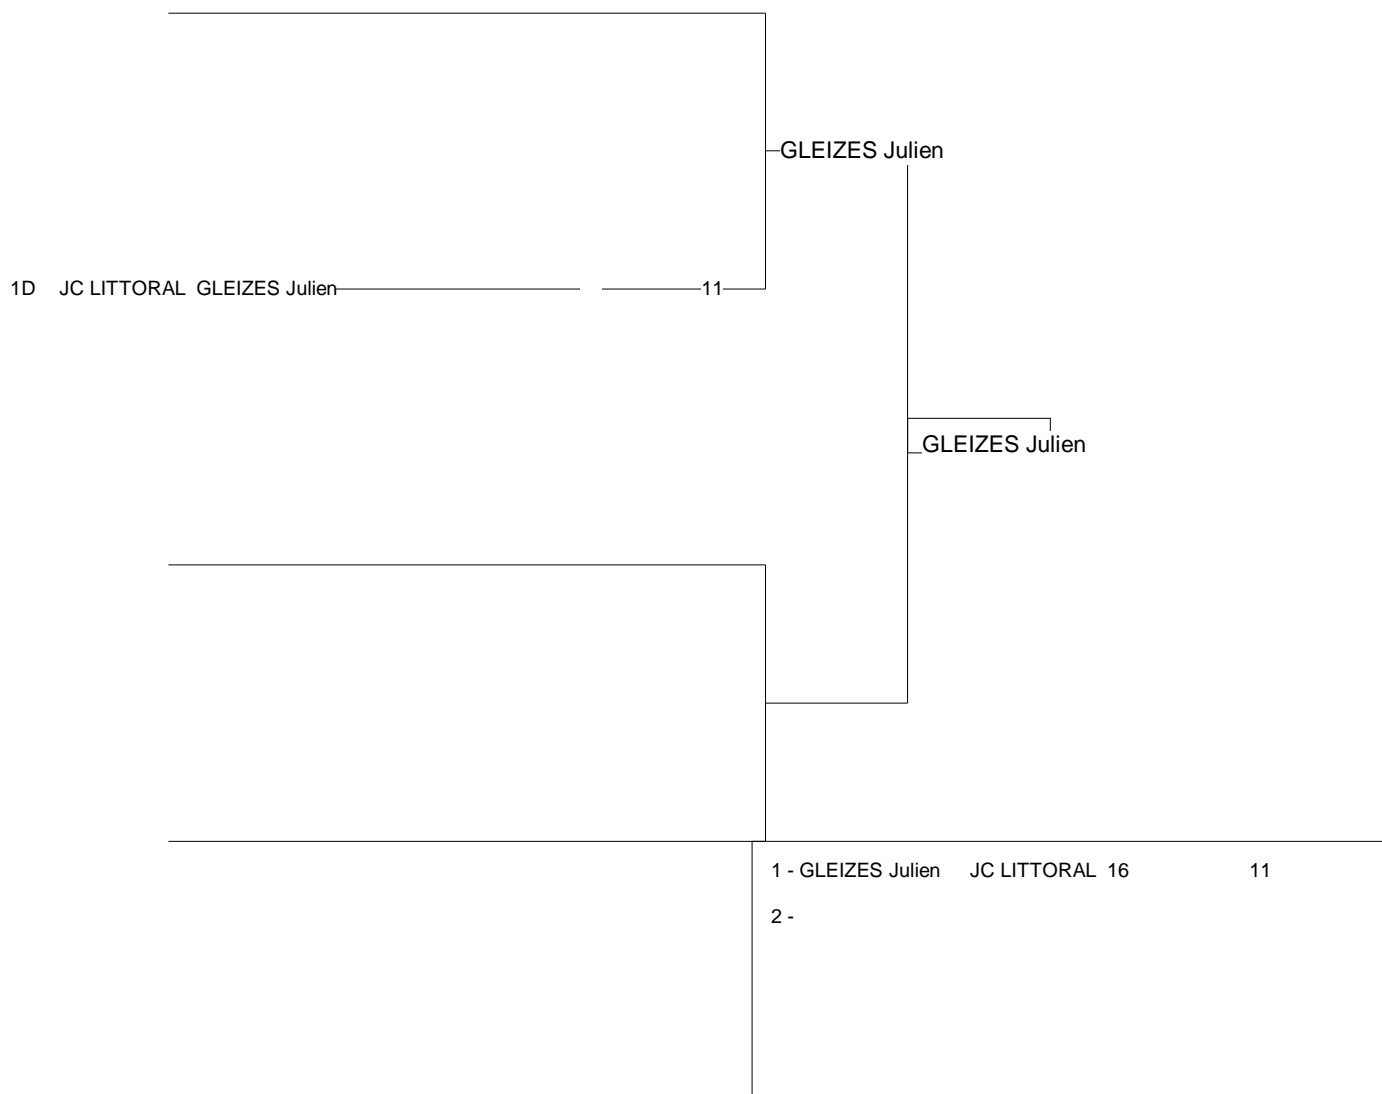 GLEIZES Julien
1D JC LITTORAL GLEIZES Julien 11
GLEIZES Julien
1 - GLEIZES Julien JC LITTORAL 16 11
2 -